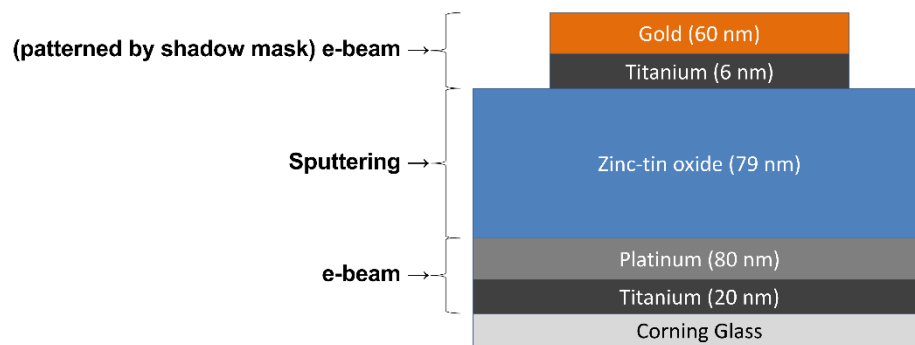 Gold (60 nm)
(patterned by shadow mask) e-beam →
Titanium (6 nm)
Sputtering →
Zinc-tin oxide (79 nm)
Platinum (80 nm)
e-beam →
Titanium (20 nm)
Corning Glass